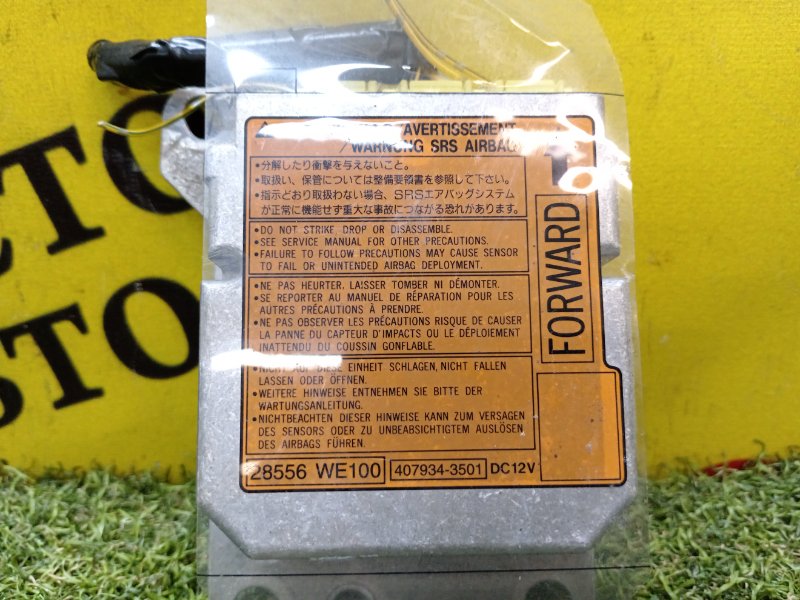 СТО
СТО
AVERTISSEMENT
WARNUNG SRS AIRBAG
•分解したり衝撃を与えないこと。
•取扱い、保管については整備要領書を参照して下さい。
•指示どおり取扱わない場合、SRSエアバッグシステム
が正常に機能せず重大な事故につながる恐れがあります。
•DO NOT STRIKE, DROP OR DISASSEMBLE.
•SEE SERVICE MANUAL FOR OTHER PRECAUTIONS.
•FAILURE TO FOLLOW PRECAUTIONS MAY CAUSE SENSOR
TO FAIL OR UNINTENDED AIRBAG DEPLOYMENT.
•NE PAS HEURTER, LAISSER TOMBER NI DÉMONTER.
•SE REPORTER AU MANUEL DE RÉPARATION POUR LES
AUTRES PRÉCAUTIONS À PRENDRE.
•NE PAS OBSERVER LES PRÉCAUTIONS RISQUE DE CAUSER
LA PANNE DU CAPTEUR D'IMPACTS OU LE DÉPLOIEMENT
INATTENDU DU COUSSIN GONFLABLE.
•NICHT AUF DIESE EINHEIT SCHLAGEN, NICHT FALLEN
LASSEN ODER ÖFFNEN.
•WEITERE HINWEISE ENTNEHMEN SIE BITTE DER
WARTUNGSANLEITUNG.
•NICHTBEACHTEN DIESER HINWEISE KANN ZUM VERSAGEN
DES SENSORS ODER ZU UNBEABSICHTIGTEM AUSLÖSEN
DES AIRBAGS FÜHREN.
FORWARD
28556 WE100 407934-3501 DC12V